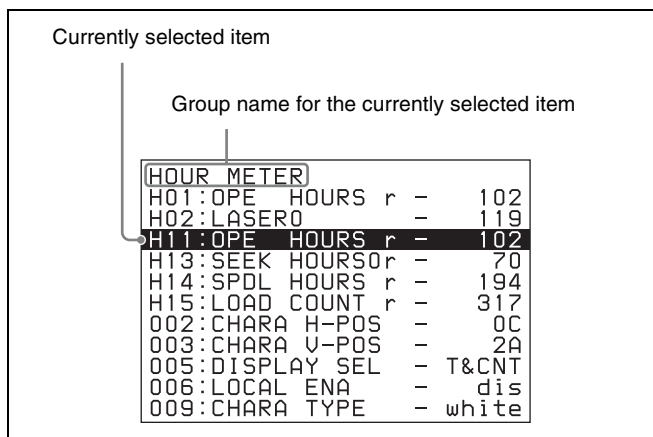 Currently selected item
Group name for the currently selected item
HOUR METER
H01:OPE HOURS r - 102
H02:LASER0 - 119
H11:OPE HOURS r - 102
H13:SEEK HOURS0r - 70
H14:SPDL HOURS r - 194
H15:LOAD COUNT r - 317
002:CHARA H-POS - 0C
003:CHARA V-POS - 2A
005:DISPLAY SEL - T&CNT
006:LOCAL ENA - dis
009:CHARA TYPE - white